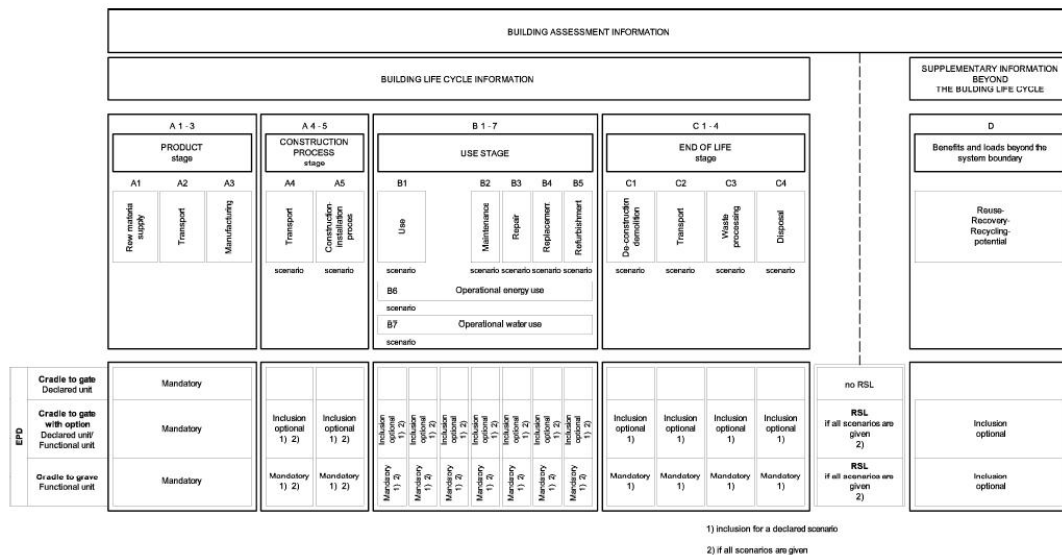 BUILDING ASSESSMENT INFORMATION
BUILDING LIFE CYCLE INFORMATION
SUPPLEMENTARY INFORMATION
BEYOND
THE BULDING LIFE CYCLE
A 1 - 3
PRODUCT
stage
A 4 - 5
CONSTRUCTION
PROCESS
stage
B 1 - 7
USE STAGE
C 1 - 4
END OF LIFE
stage
D
Benefits and loads beyond the
system boundary
A1
A2
A3
A4
A5
B1
B2
B3
B4
B5
C1
C2
C3
C4
Rew materia
supply
Transport
Manufacturing
Transport
Construction-
installation
proces
Use
Maintenance
Repair
Replacement
Refurbishment
De-construction
demolition
Transport
Waste
processing
Disposal
Reuse-
Recovery-
Recycling-
potential
scenario
scenario
scenario
scenario
scenario
scenario
scenario
scenario
scenario
scenario
scenario
B6
Operational energy use
scenario
B7
Operational water use
scenario
EPD
Cradle to gate
Declared unit
Mandatory
no RSL
Cradle to gate
with option
Declared unit/
Functional unit
Mandatory
Inclusion
optional
1) 2)
Inclusion
optional
1) 2)
Inclusion
optional
1) 2)
Inclusion
optional
1) 2)
Inclusion
optional
1) 2)
Inclusion
optional
1) 2)
Inclusion
optional
1) 2)
Inclusion
optional
1) 2)
Inclusion
optional
1) 2)
Inclusion
optional
1)
Inclusion
optional
1)
Inclusion
optional
1)
Inclusion
optional
1)
RSL
if all scenarios are
given
2)
Inclusion
optional
Cradle to grave
Functional unit
Mandatory
Mandatory
1) 2)
Mandatory
1) 2)
Mandatory
1) 2)
Mandatory
1) 2)
Mandatory
1) 2)
Mandatory
1) 2)
Mandatory
1) 2)
Mandatory
1) 2)
Mandatory
1) 2)
Mandatory
1)
Mandatory
1)
Mandatory
1)
Mandatory
1)
RSL
if all scenarios are
given
2)
Inclusion
optional
1) inclusion for a declared scenario
2) if all scenarios are given